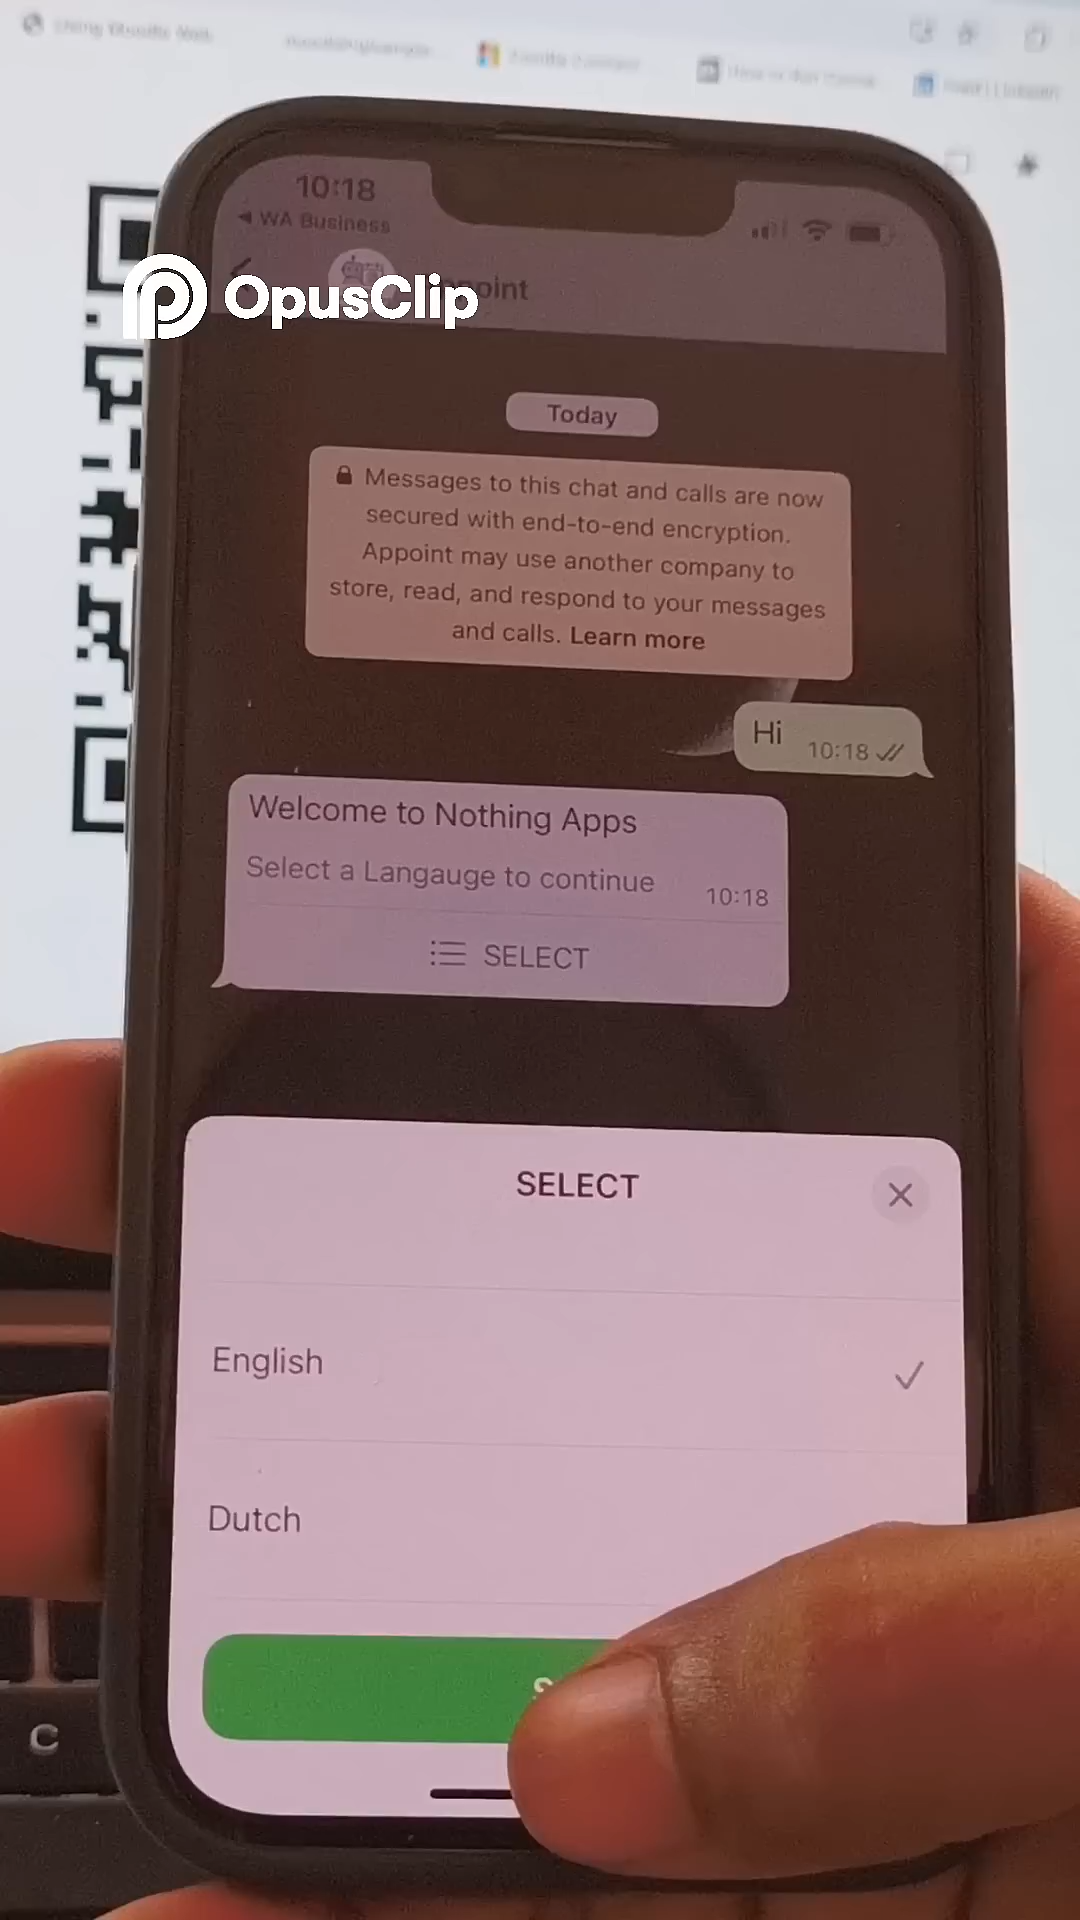 10:18
WA Business
OpusClip
Today
Messages to this chat and calls are now
secured with end-to-end encryption.
Appoint may use another company to
store, read, and respond to your messages
and calls. Learn more
Hi
10:18
Welcome to Nothing Apps
Select a Langauge to continue
10:18
SELECT
SELECT
English
Dutch
C